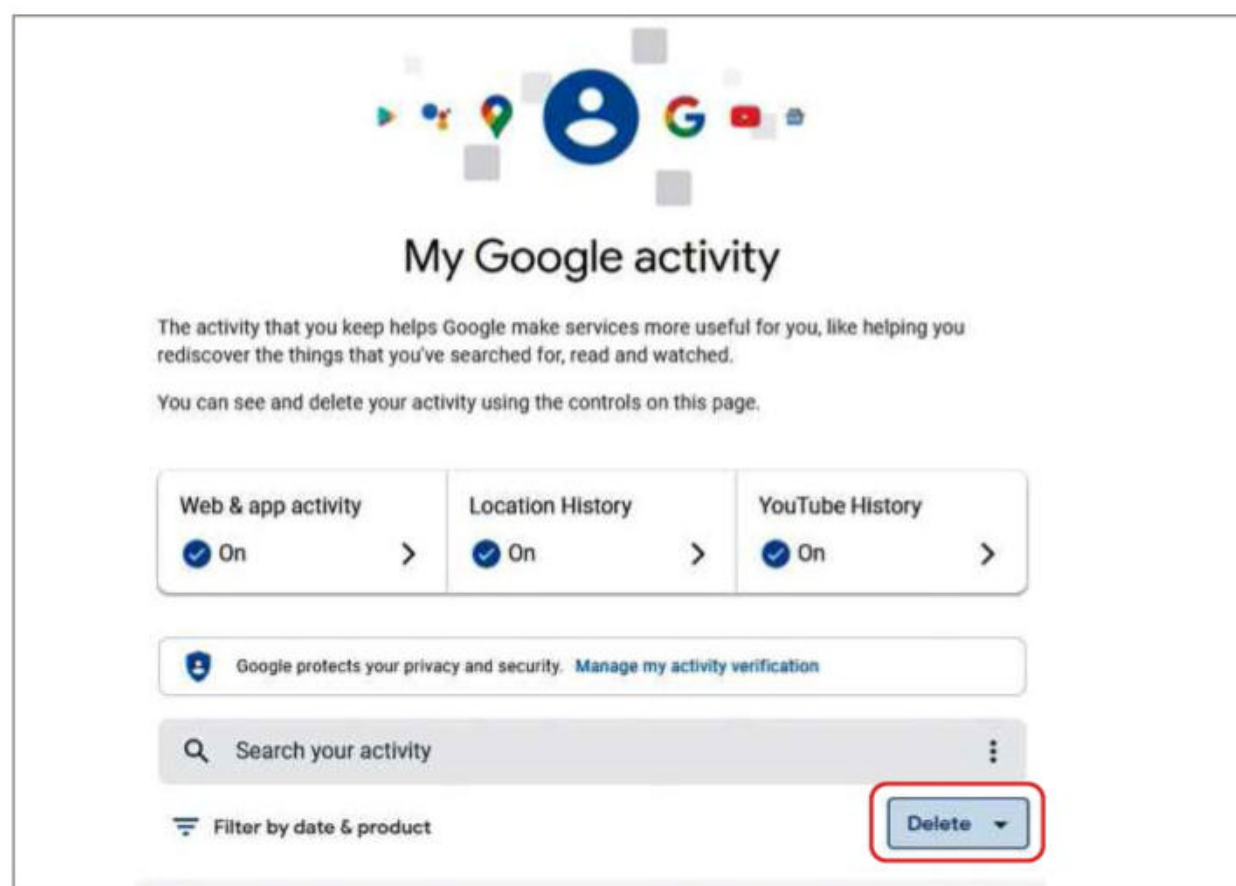 My Google activity
The activity that you keep helps Google make services more useful for you, like helping you
rediscover the things that you've searched for, read and watched.
You can see and delete your activity using the controls on this page.
Web & app activity
On
Location History
On
YouTube History
On
Google protects your privacy and security. Manage my activity verification
Search your activity
Filter by date & product
Delete